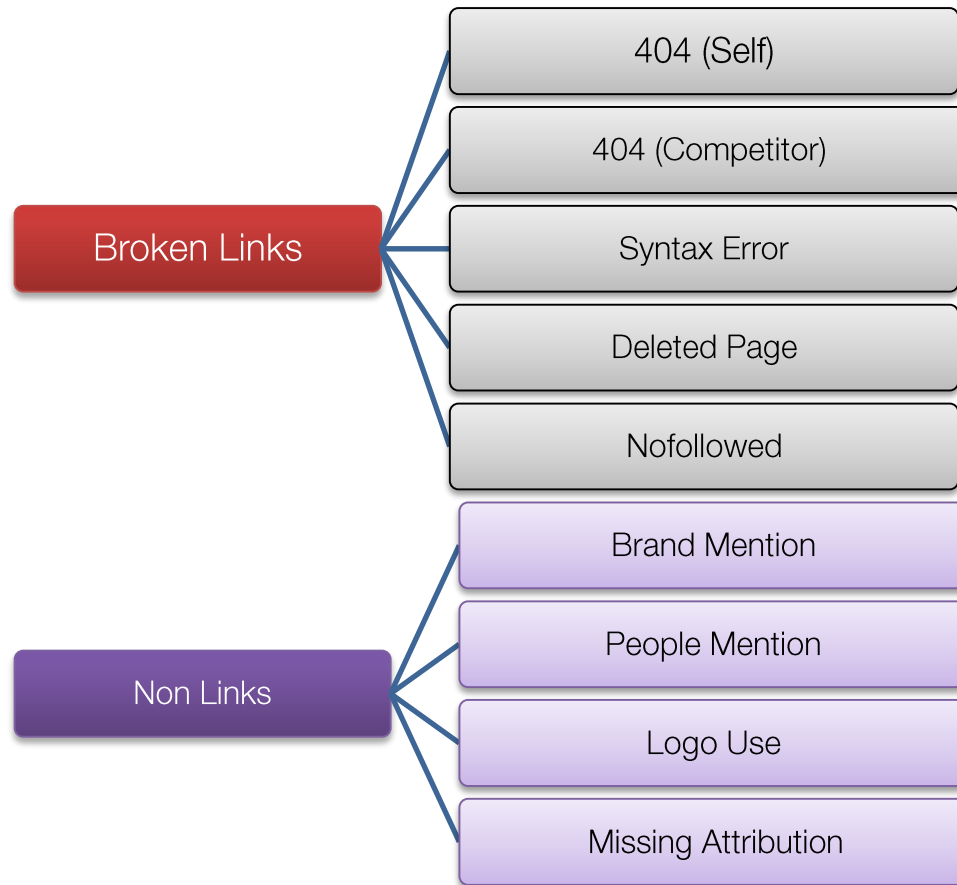 Broken Links
404 (Self)
404 (Competitor)
Syntax Error
Deleted Page
Nofollowed
Non Links
Brand Mention
People Mention
Logo Use
Missing Attribution